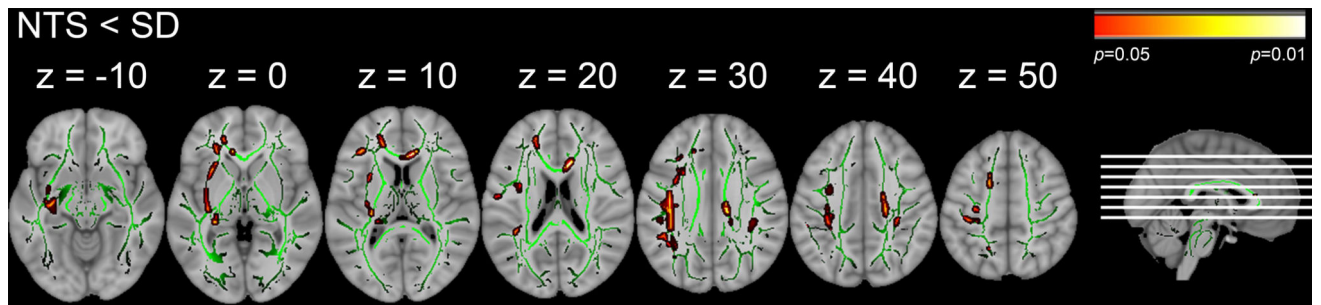 NTS < SD
p=0.05 p=0.01
z = -10 z = 0 z = 10 z = 20 z = 30 z = 40 z = 50